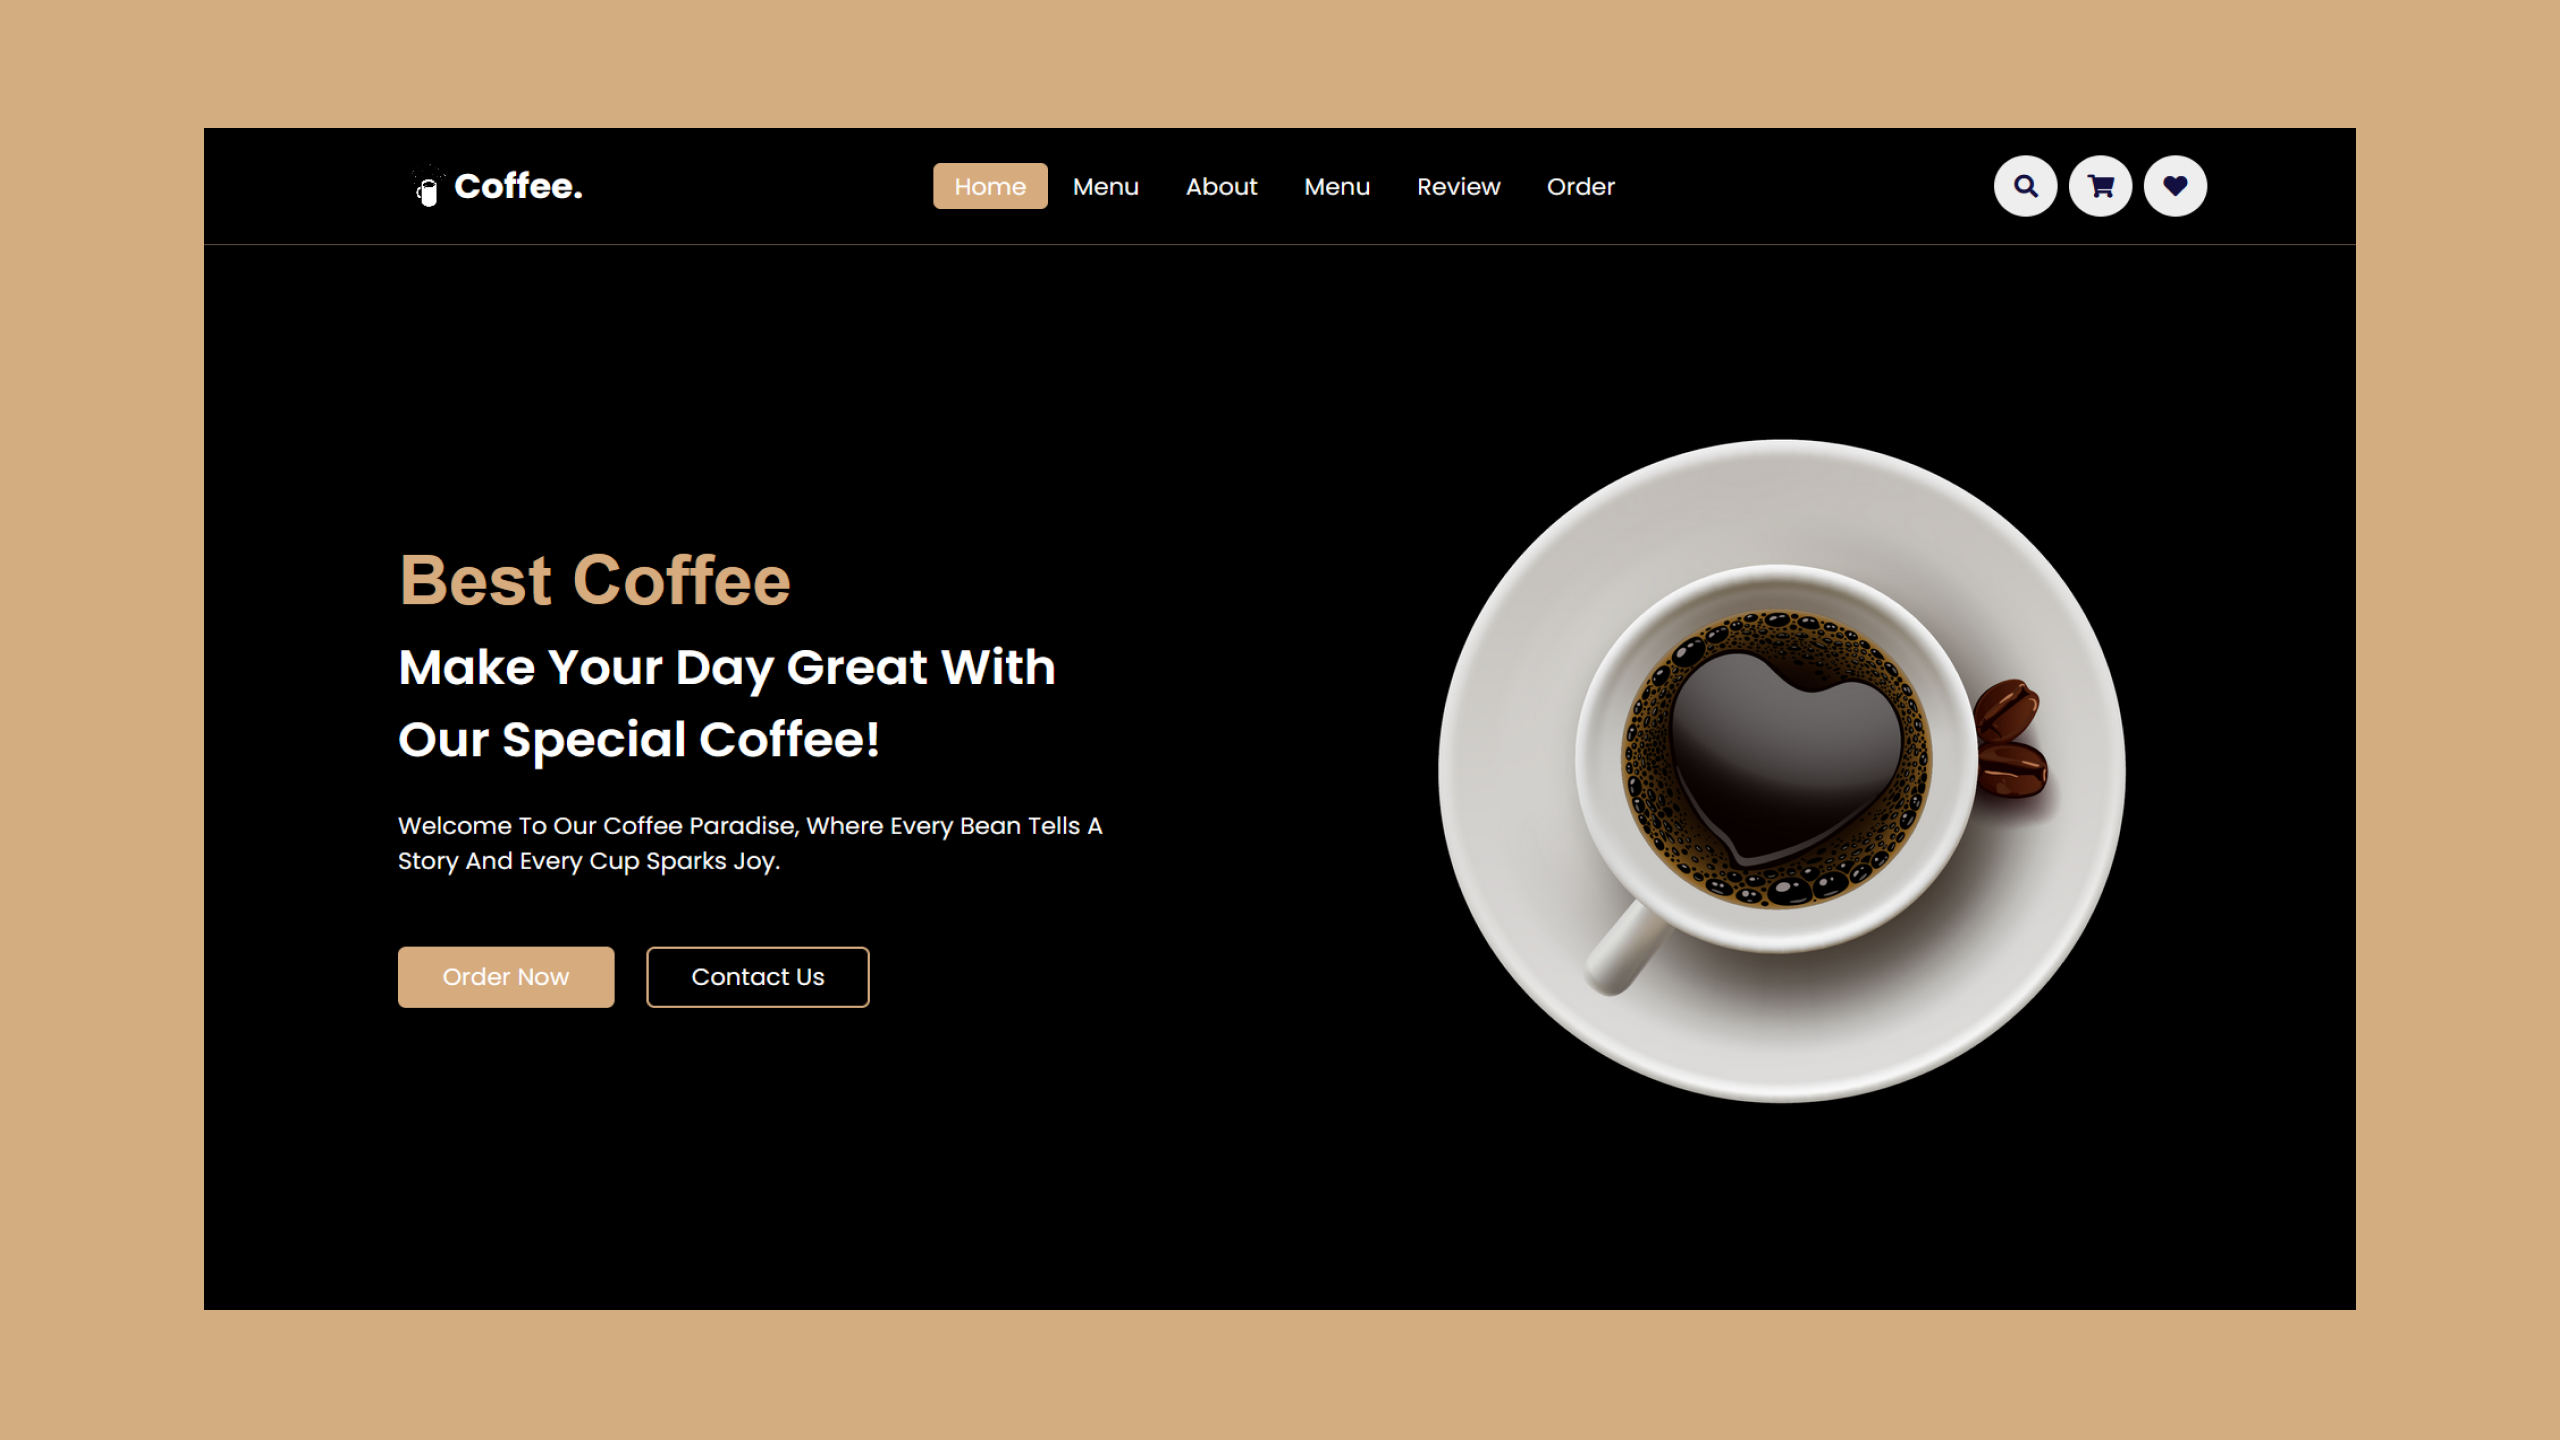 Coffee.
Home Menu About Menu Review Order
Best Coffee
Make Your Day Great With
Our Special Coffee!
Welcome To Our Coffee Paradise, Where Every Bean Tells A
Story And Every Cup Sparks Joy.
Order Now Contact Us